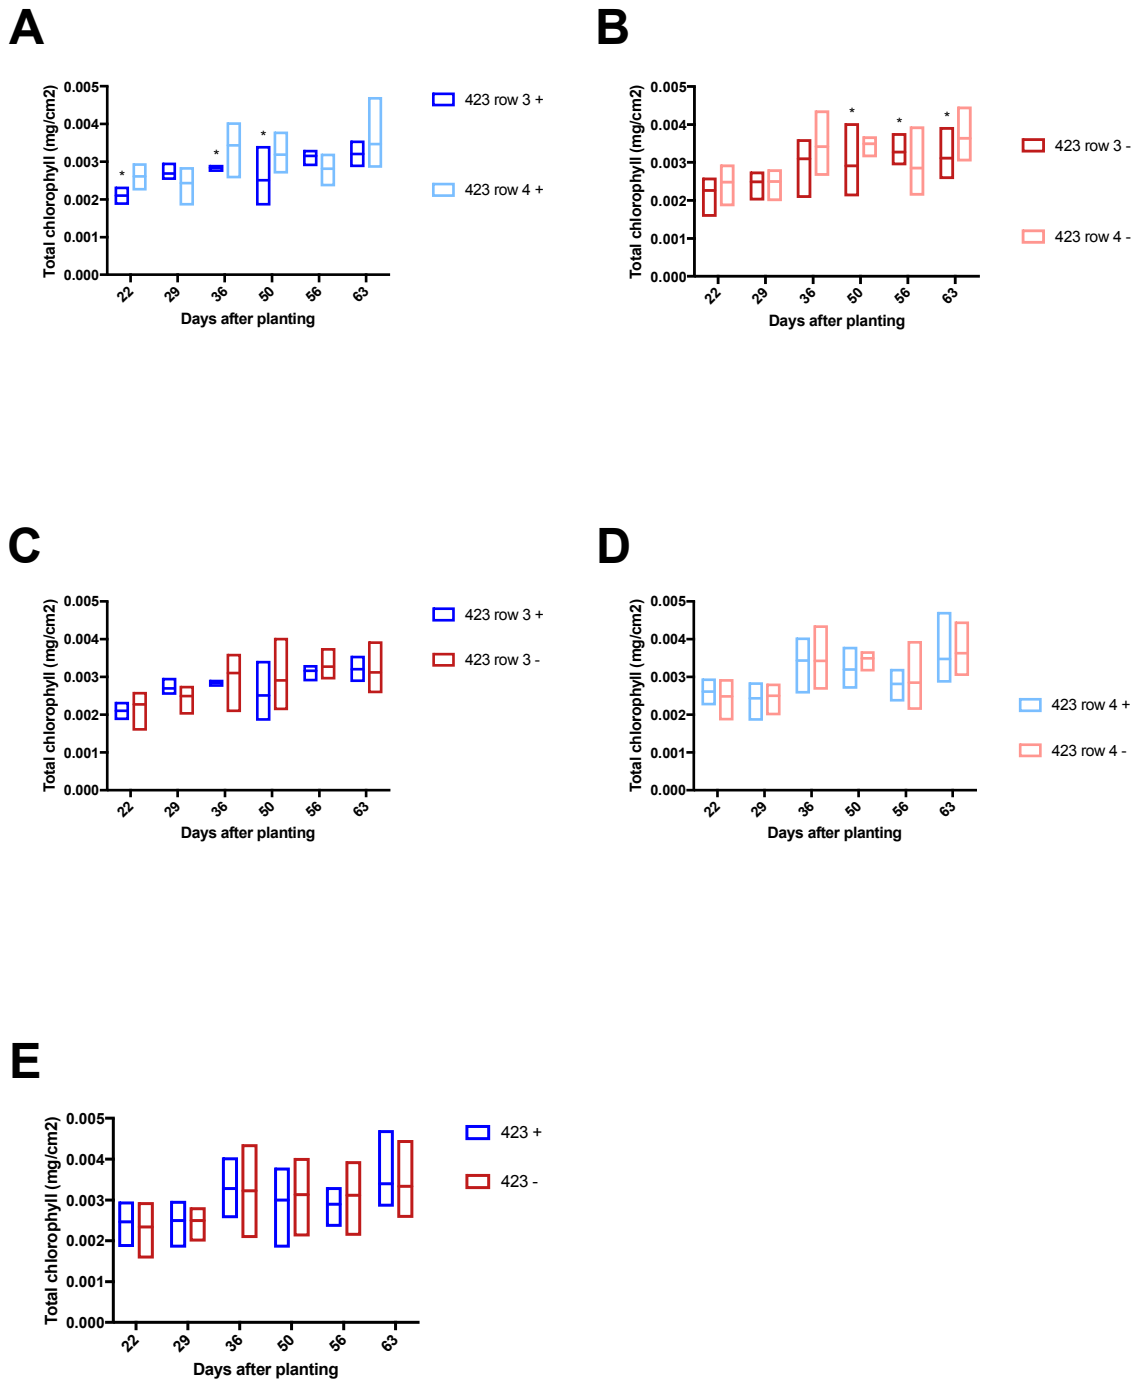 A
Total chlorophyll (mg/cm2)
0.005
0.004
0.003
0.002
0.001
0.000
*
*
*
22 29 36 50 56 63
Days after planting
423 row 3 +
423 row 4 +
B
Total chlorophyll (mg/cm2)
0.005
0.004
0.003
0.002
0.001
0.000
* * *
22 29 36 50 56 63
Days after planting
423 row 3 -
423 row 4 -
C
Total chlorophyll (mg/cm2)
0.005
0.004
0.003
0.002
0.001
0.000
22 29 36 50 56 63
Days after planting
423 row 3 +
423 row 3 -
D
Total chlorophyll (mg/cm2)
0.005
0.004
0.003
0.002
0.001
0.000
22 29 36 50 56 63
Days after planting
423 row 4 +
423 row 4 -
E
Total chlorophyll (mg/cm2)
0.005
0.004
0.003
0.002
0.001
0.000
22 29 36 50 56 63
Days after planting
423 +
423 -